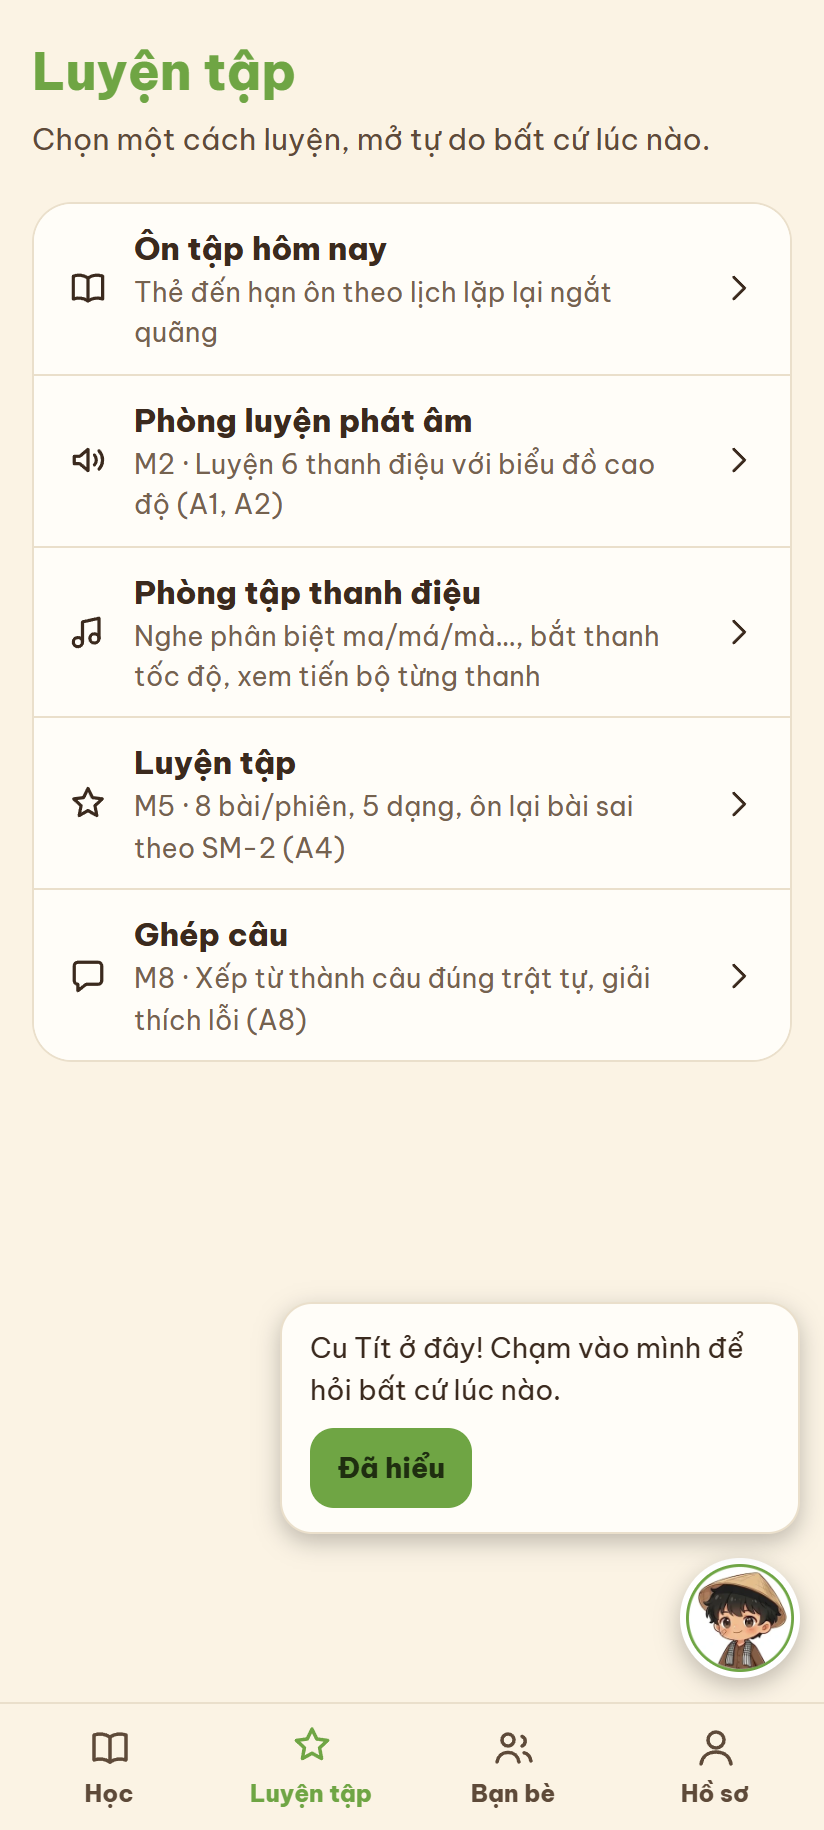 Luyện tập
Chọn một cách luyện, mở tự do bất cứ lúc nào.
Ôn tập hôm nay
Thẻ đến hạn ôn theo lịch lặp lại ngắt
quãng
Phòng luyện phát âm
M2 · Luyện 6 thanh điệu với biểu đồ cao
độ (A1, A2)
Phòng tập thanh điệu
Nghe phân biệt ma/má/mà…, bắt thanh
tốc độ, xem tiến bộ từng thanh
Luyện tập
M5 · 8 bài/phiên, 5 dạng, ôn lại bài sai
theo SM-2 (A4)
Ghép câu
M8 · Xếp từ thành câu đúng trật tự, giải
thích lỗi (A8)
Cu Tít ở đây! Chạm vào mình để
hỏi bất cứ lúc nào.
Đã hiểu
Học
Luyện tập
Bạn bè
Hồ sơ